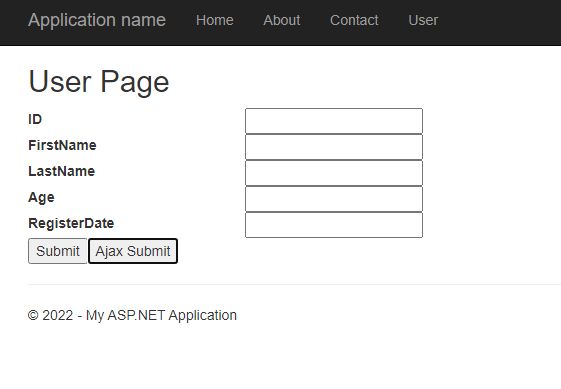 Application name Home About Contact User
User Page
ID
FirstName
LastName
Age
RegisterDate
Submit Ajax Submit
© 2022 - My ASP.NET Application